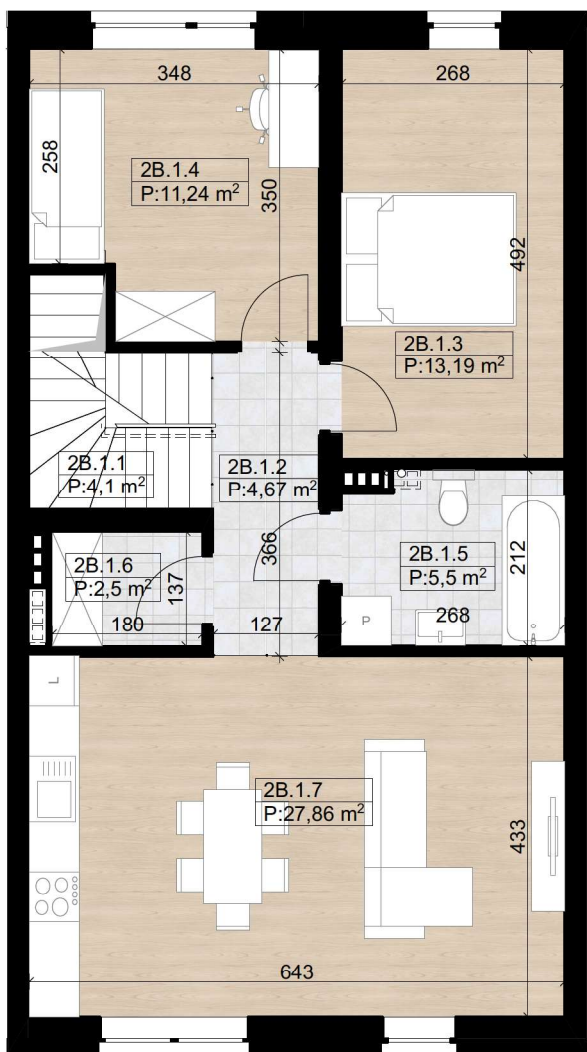 348
268
258
2B.1.4
P:11,24 m²
350
492
2B.1.3
P:13,19 m²
2B.1.1
P:4,1 m²
2B.1.2
P:4,67 m²
366
2B.1.5
P:5,5 m²
212
2B.1.6
P:2,5 m²
137
180
127
268
P
L
2B.1.7
P:27,86 m²
433
643